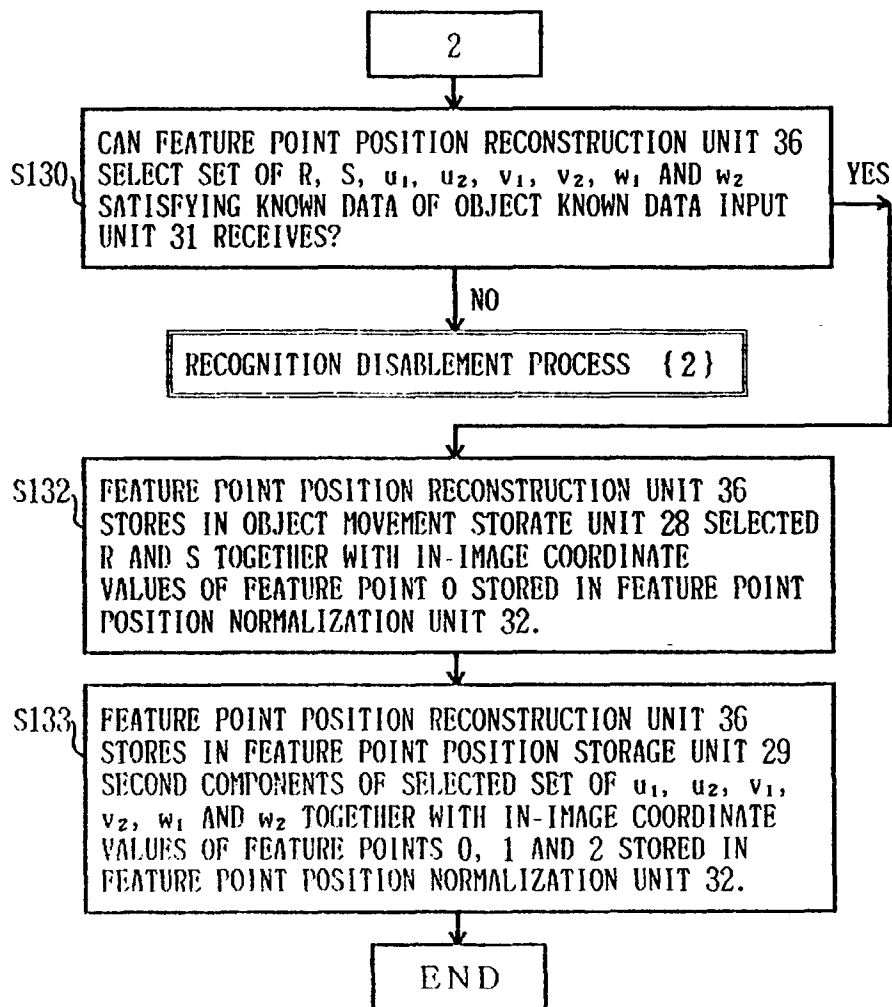 2
S130
CAN FEATURE POINT POSITION RECONSTRUCTION UNIT 36
SELECT SET OF R, S, u₁, u₂, v₁, v₂, w₁ AND w₂
SATISFYING KNOWN DATA OF OBJECT KNOWN DATA INPUT
UNIT 31 RECEIVES?
YES
NO
RECOGNITION DISABLEMENT PROCESS {2}
S132
FEATURE POINT POSITION RECONSTRUCTION UNIT 36
STORES IN OBJECT MOVEMENT STORATE UNIT 28 SELECTED
R AND S TOGETHER WITH IN-IMAGE COORDINATE
VALUES OF FEATURE POINT 0 STORED IN FEATURE POINT
POSITION NORMALIZATION UNIT 32.
S133
FEATURE POINT POSITION RECONSTRUCTION UNIT 36
STORES IN FEATURE POINT POSITION STORAGE UNIT 29
SECOND COMPONENTS OF SELECTED SET OF u₁, u₂, v₁,
v₂, w₁ AND w₂ TOGETHER WITH IN-IMAGE COORDINATE
VALUES OF FEATURE POINTS 0, 1 AND 2 STORED IN
FEATURE POINT POSITION NORMALIZATION UNIT 32.
END